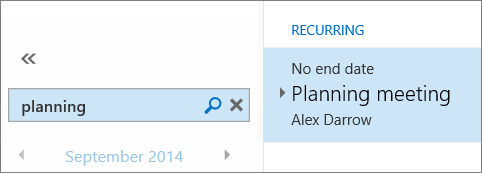 planning
September 2014
RECURRING
No end date
Planning meeting
Alex Darrow